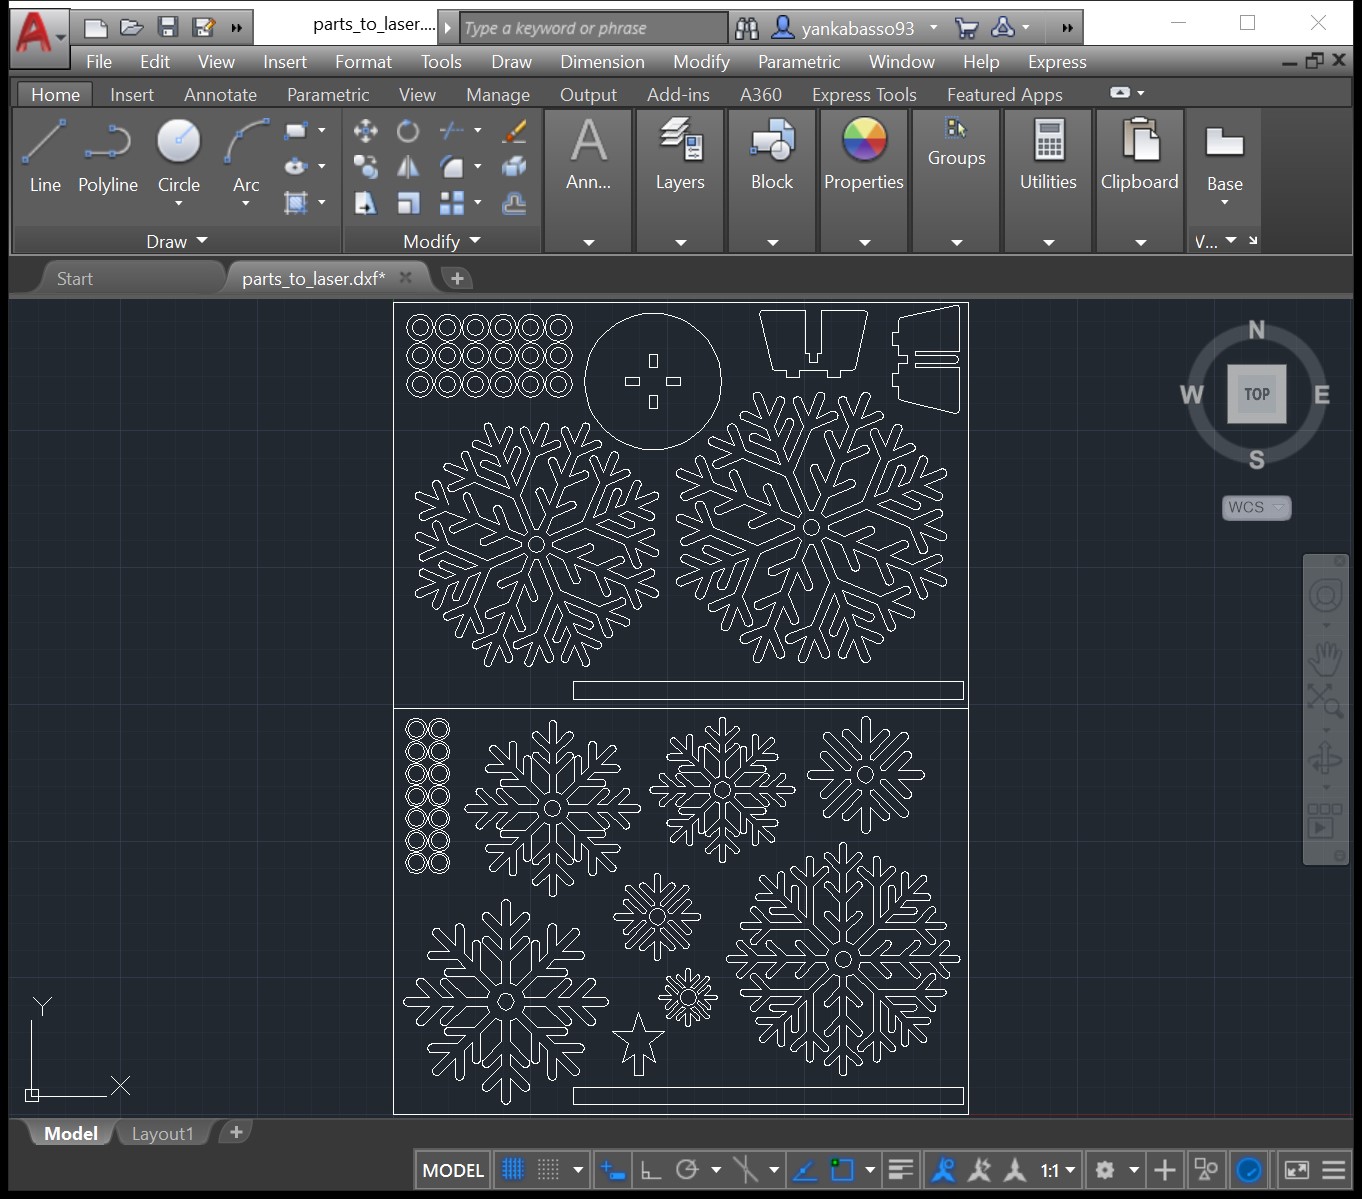 A
parts_to_laser....
Type a keyword or phrase
yankabasso93
File Edit View Insert Format Tools Draw Dimension Modify Parametric Window Help Express
Home Insert Annotate Parametric View Manage Output Add-ins A360 Express Tools Featured Apps
Line Polyline Circle Arc
A
Ann... Layers Block Properties Groups Utilities Clipboard Base
Draw Modify V...
Start parts_to_laser.dxf*
N
W TOP E
S
WCS
Y
X
Model Layout1
MODEL 1:1